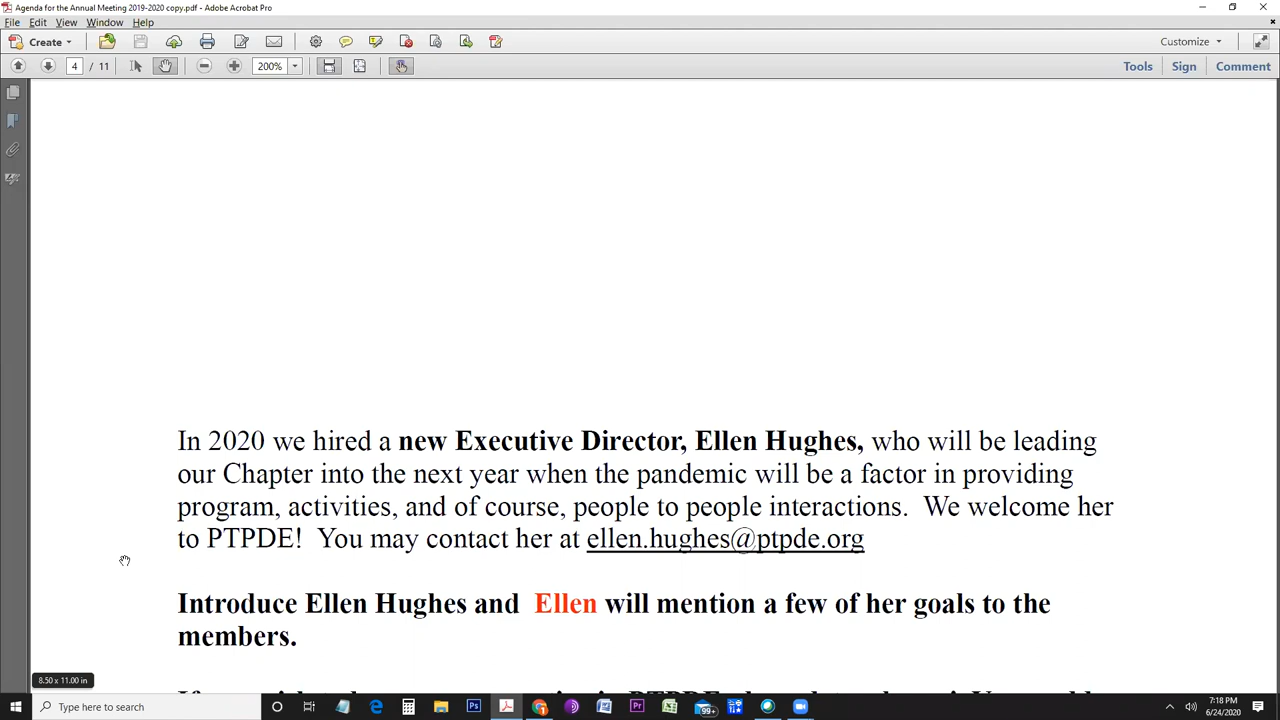 Agenda for the Annual Meeting 2019-2020 copy.pdf - Adobe Acrobat Pro
File Edit View Window Help
Create Customize
4 / 11 200% Tools Sign Comment
In 2020 we hired a new Executive Director, Ellen Hughes, who will be leading
our Chapter into the next year when the pandemic will be a factor in providing
program, activities, and of course, people to people interactions.  We welcome her
to PTPDE!  You may contact her at ellen.hughes@ptpde.org
Introduce Ellen Hughes and  Ellen will mention a few of her goals to the
members.
8.50 x 11.00 in
Type here to search
Ps
Pr
99+
7:18 PM
6/24/2020